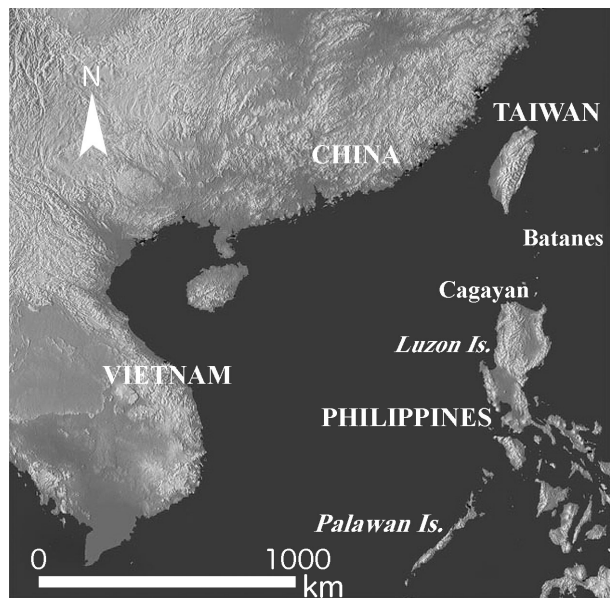 N
TAIWAN
CHINA
Batanes
Cagayan
Luzon Is.
VIETNAM
PHILIPPINES
Palawan Is.
0 1000
km